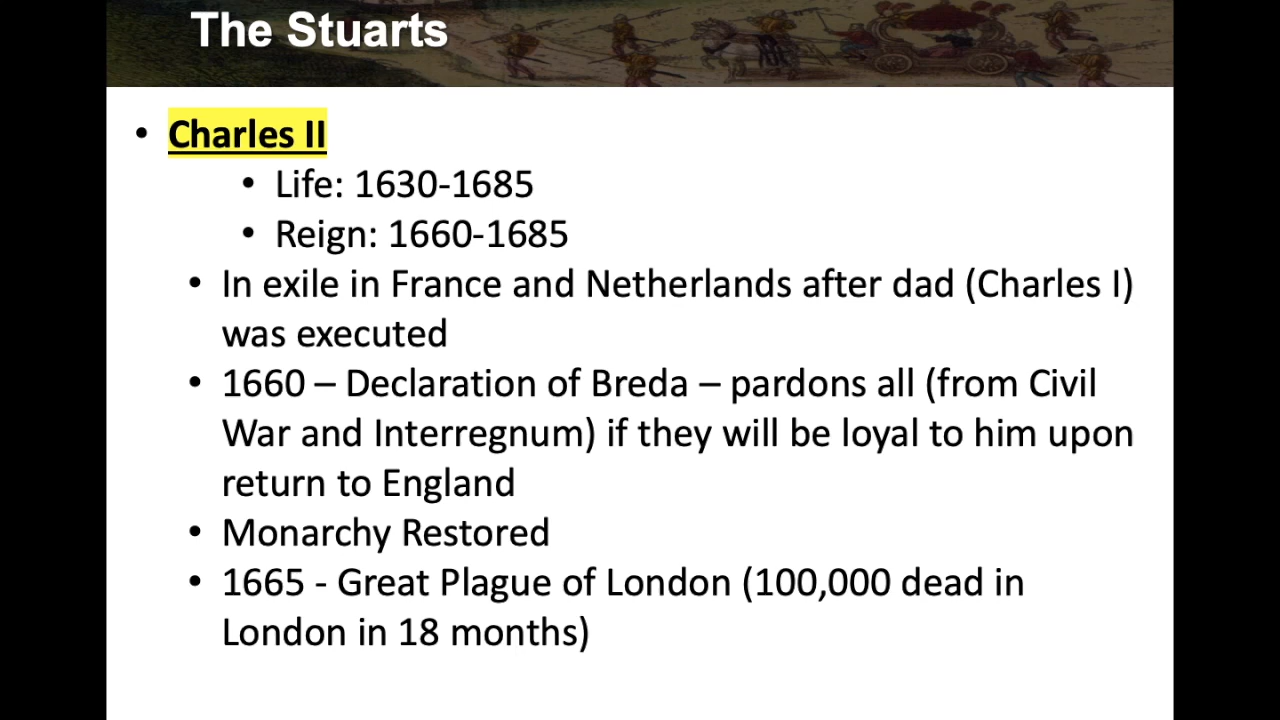 The Stuarts
• Charles II
• Life: 1630-1685
• Reign: 1660-1685
• In exile in France and Netherlands after dad (Charles I)
was executed
• 1660 – Declaration of Breda – pardons all (from Civil
War and Interregnum) if they will be loyal to him upon
return to England
• Monarchy Restored
• 1665 - Great Plague of London (100,000 dead in
London in 18 months)